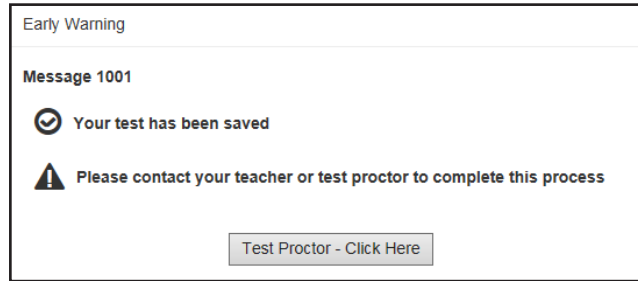 Early Warning
Message 1001
Your test has been saved
Please contact your teacher or test proctor to complete this process
Test Proctor - Click Here